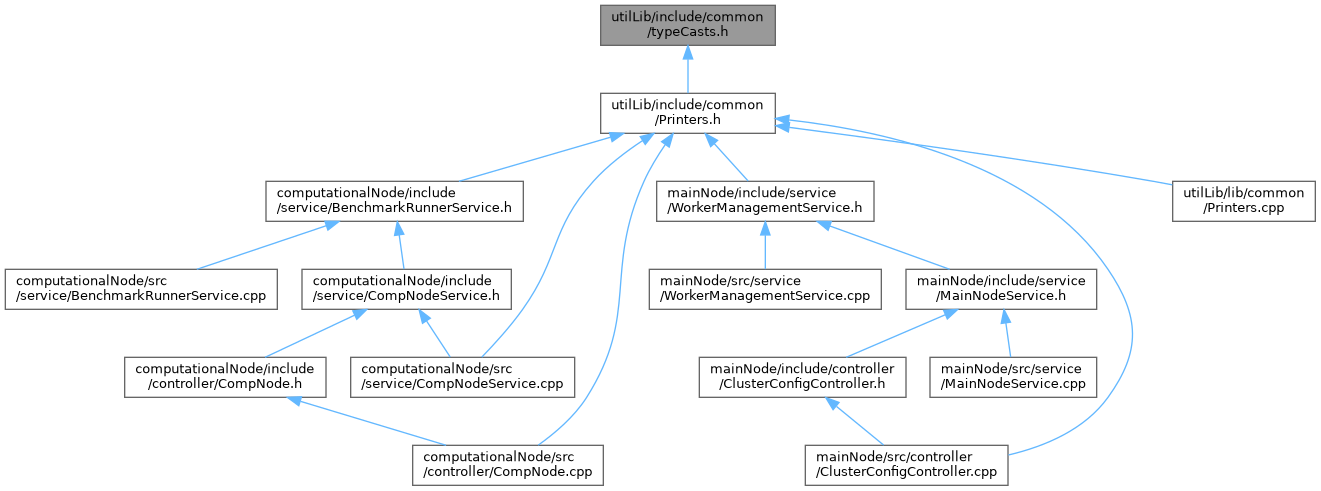 utilLib/include/common
/typeCasts.h
utilLib/include/common
/Printers.h
computationalNode/include
/service/BenchmarkRunnerService.h
mainNode/include/service
/WorkerManagementService.h
utilLib/lib/common
/Printers.cpp
computationalNode/src
/service/BenchmarkRunnerService.cpp
computationalNode/include
/service/CompNodeService.h
mainNode/src/service
/WorkerManagementService.cpp
mainNode/include/service
/MainNodeService.h
computationalNode/include
/controller/CompNode.h
computationalNode/src
/service/CompNodeService.cpp
mainNode/include/controller
/ClusterConfigController.h
mainNode/src/service
/MainNodeService.cpp
computationalNode/src
/controller/CompNode.cpp
mainNode/src/controller
/ClusterConfigController.cpp